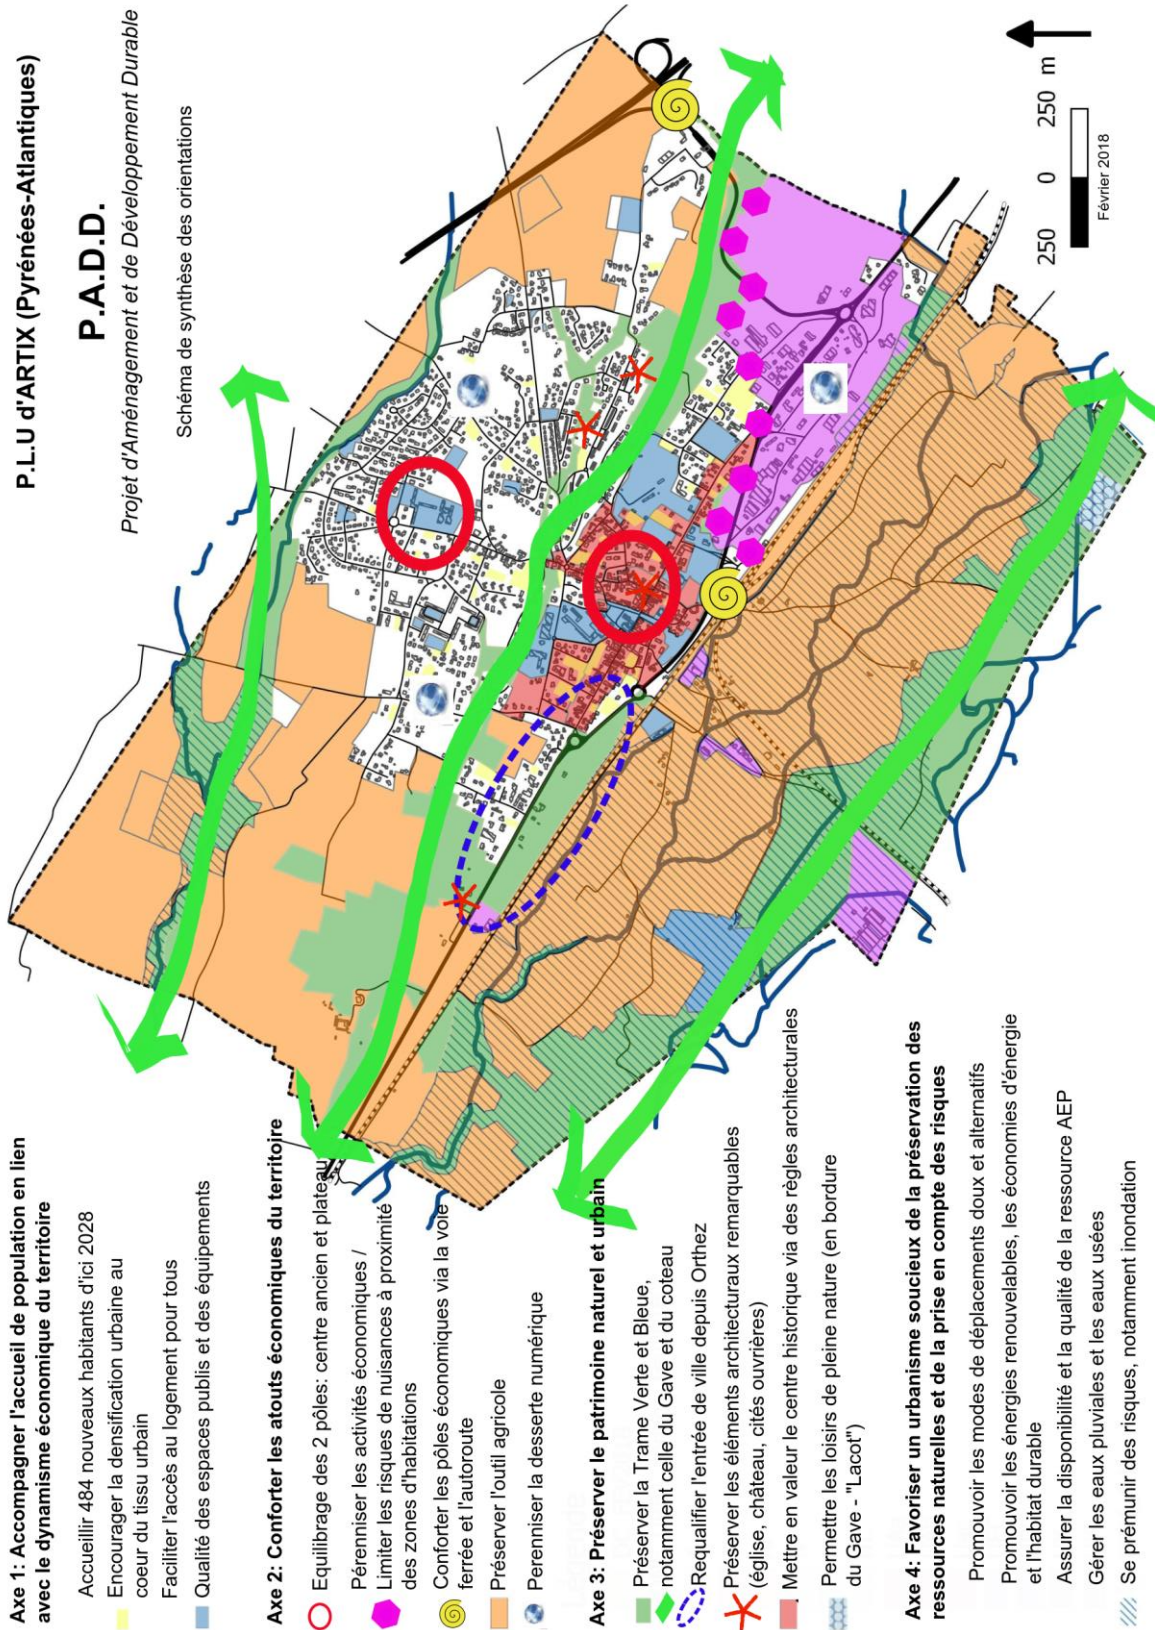 P.L.U d'ARTIX (Pyrénées-Atlantiques)
P.A.D.D.
Projet d'Aménagement et de Développement Durable
Schéma de synthèse des orientations
250 0 250 m
Février 2018
Axe 1: Accompagner l'accueil de population en lien
avec le dynamisme économique du territoire
Accueillir 484 nouveaux habitants d'ici 2028
Encourager la densification urbaine au
coeur du tissu urbain
Faciliter l'accès au logement pour tous
Qualité des espaces publis et des équipements
Axe 2: Conforter les atouts économiques du territoire
Equilibrage des 2 pôles: centre ancien et plateau
Pérenniser les activités économiques /
Limiter les risques de nuisances à proximité
des zones d'habitations
Conforter les pôles économiques via la voie
ferrée et l'autoroute
Préserver l'outil agricole
Perenniser la desserte numérique
Axe 3: Préserver le patrimoine naturel et urbain
Préserver la Trame Verte et Bleue,
notamment celle du Gave et du coteau
Requalifier l'entrée de ville depuis Orthez
Préserver les éléments architecturaux remarquables
(église, château, cités ouvrières)
Mettre en valeur le centre historique via des règles architecturales
Permettre les loisirs de pleine nature (en bordure
du Gave - "Lacot")
Axe 4: Favoriser un urbanisme soucieux de la préservation des
ressources naturelles et de la prise en compte des risques
Promouvoir les modes de déplacements doux et alternatifs
Promouvoir les énergies renouvelables, les économies d'énergie
et l'habitat durable
Assurer la disponibilité et la qualité de la ressource AEP
Gérer les eaux pluviales et les eaux usées
Se prémunir des risques, notamment inondation